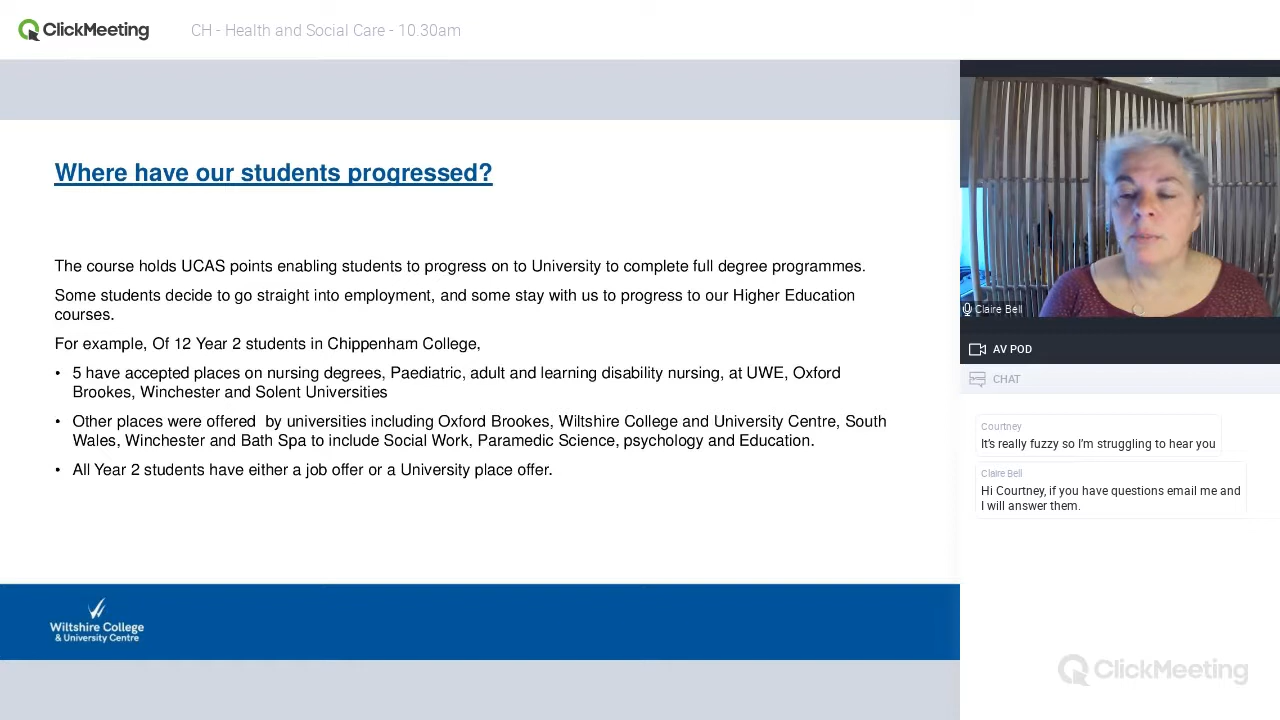 ClickMeeting
CH - Health and Social Care - 10.30am
Where have our students progressed?
The course holds UCAS points enabling students to progress on to University to complete full degree programmes.
Some students decide to go straight into employment, and some stay with us to progress to our Higher Education
courses.
For example, Of 12 Year 2 students in Chippenham College,
• 5 have accepted places on nursing degrees, Paediatric, adult and learning disability nursing, at UWE, Oxford
Brookes, Winchester and Solent Universities
• Other places were offered  by universities including Oxford Brookes, Wiltshire College and University Centre, South
Wales, Winchester and Bath Spa to include Social Work, Paramedic Science, psychology and Education.
• All Year 2 students have either a job offer or a University place offer.
Wiltshire College
& University Centre
Claire Bell
AV POD
CHAT
Courtney
It's really fuzzy so I'm struggling to hear you
Claire Bell
Hi Courtney, if you have questions email me and
I will answer them.
ClickMeeting